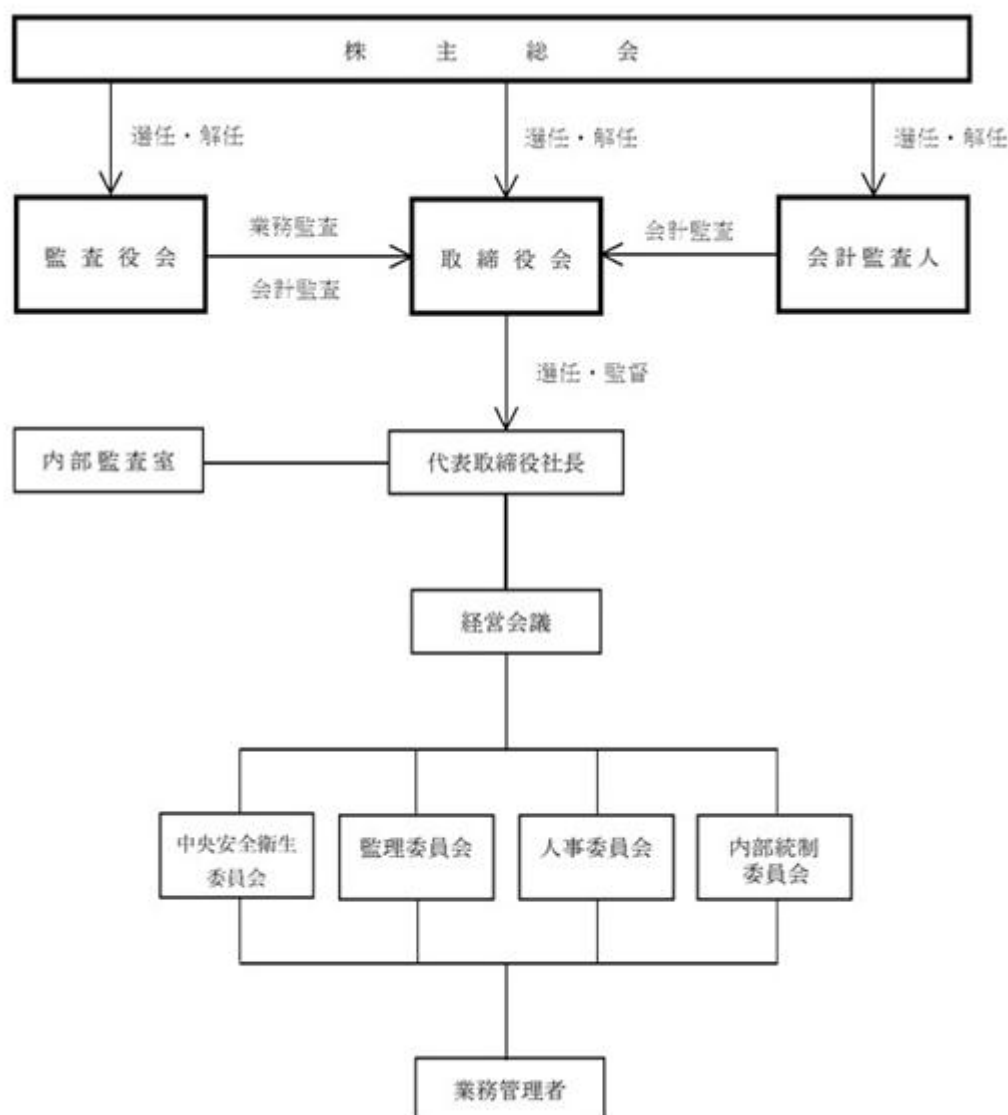 株主総会
選任・解任
選任・解任
選任・解任
監査役会
業務監査
会計監査
取締役会
会計監査
会計監査人
選任・監督
内部監査室
代表取締役社長
経営会議
中央安全衛生
委員会
監理委員会
人事委員会
内部統制
委員会
業務管理者